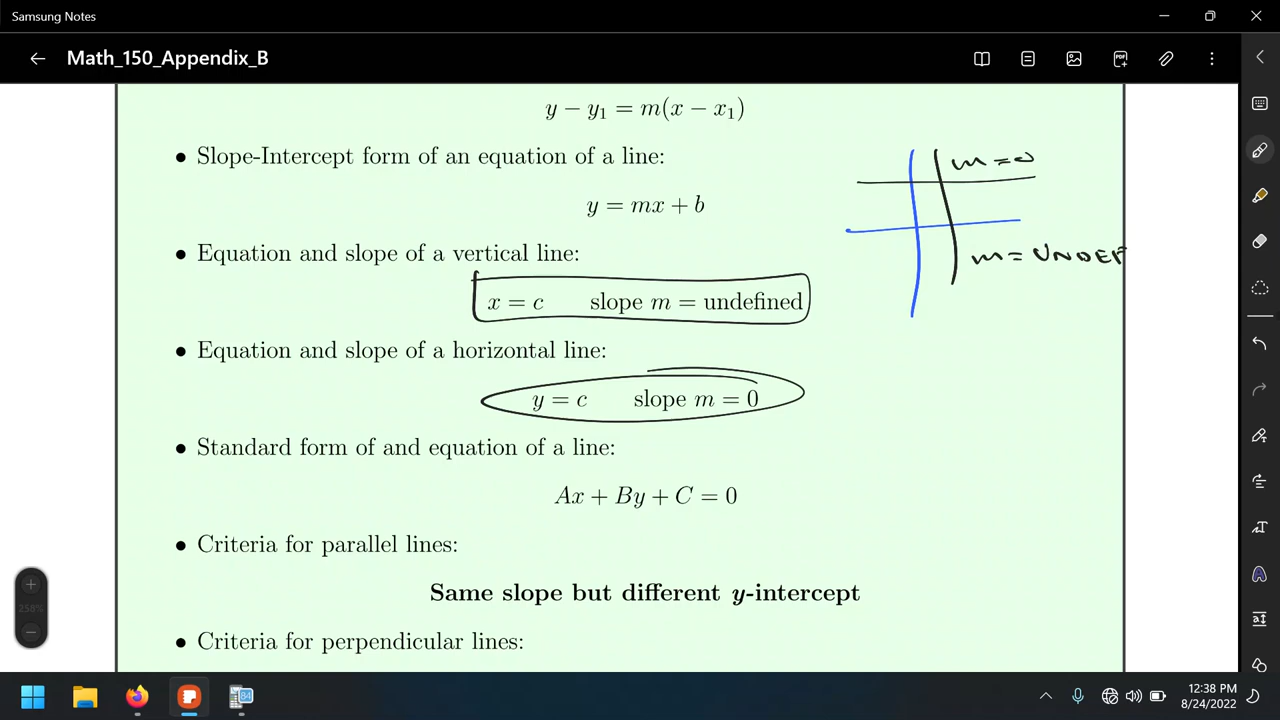 Samsung Notes
Math_150_Appendix_B
y − y₁ = m(x − x₁)
• Slope-Intercept form of an equation of a line:
m = 0
y = mx + b
• Equation and slope of a vertical line:
m = UNDEF
x = c slope m = undefined
• Equation and slope of a horizontal line:
y = c slope m = 0
• Standard form of and equation of a line:
Ax + By + C = 0
• Criteria for parallel lines:
Same slope but different y-intercept
• Criteria for perpendicular lines:
258%
84
12:38 PM
8/24/2022